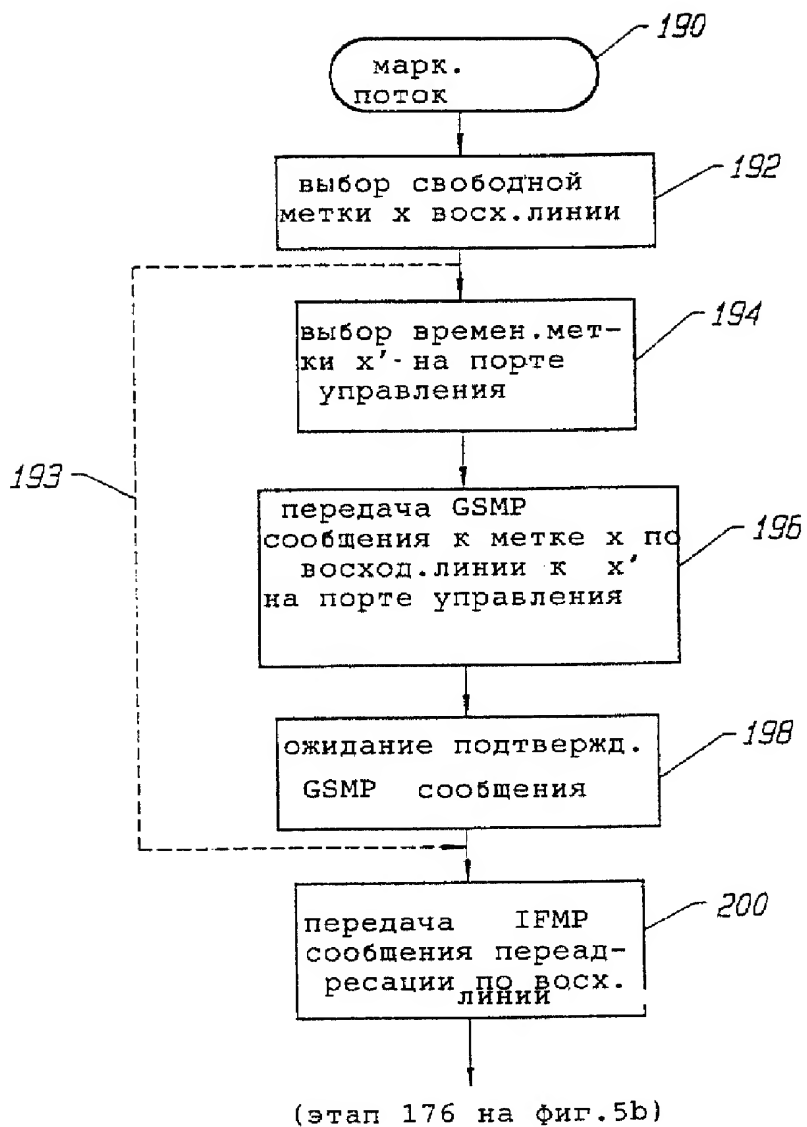 190
марк.
поток
192
выбор свободной
метки x восх.линии
194
выбор времен.мет-
ки x'- на порте
управления
193
196
передача GSMP
сообщения к метке x по
восход.линии к x'
на порте управления
198
ожидание подтвержд.
GSMP сообщения
200
передача IFMP
сообщения переад-
ресации по восх.
линии
(этап 176 на фиг.5b)